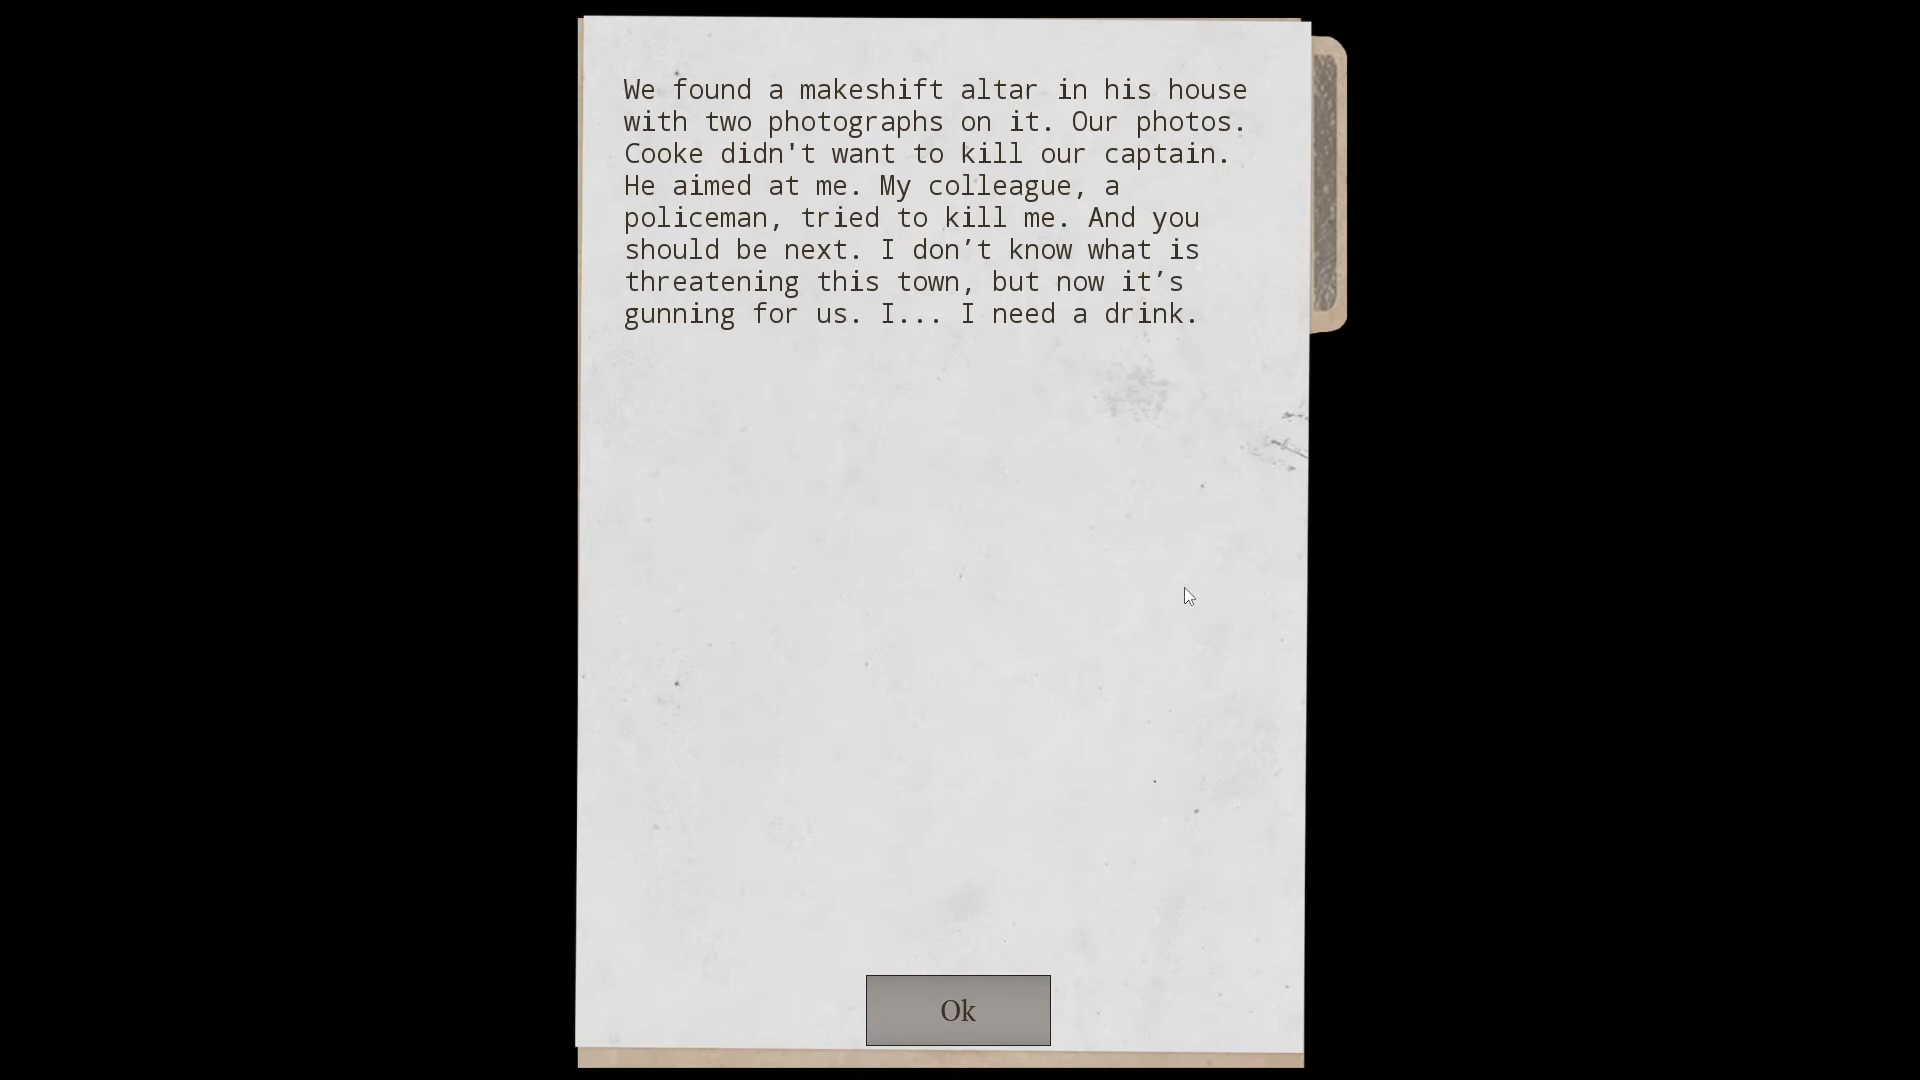 We found a makeshift altar in his house
with two photographs on it. Our photos.
Cooke didn't want to kill our captain.
He aimed at me. My colleague, a
policeman, tried to kill me. And you
should be next. I don’t know what is
threatening this town, but now it’s
gunning for us. I... I need a drink.
Ok